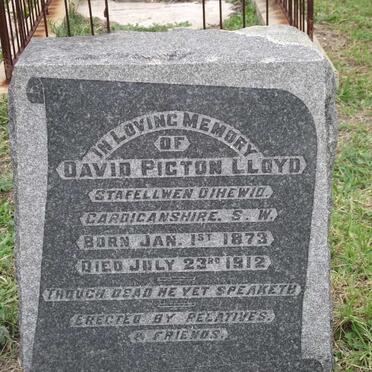 IN LOVING MEMORY
OF
DAVID PICTON LLOYD
STAFELLWEN DIHEWID
CARDIGANSHIRE. S. W.
BORN JAN. 1ST 1873
DIED JULY 23RD 1912
THOUGH DEAD HE YET SPEAKETH
ERECTED BY RELATIVES.
& FRIENDS.